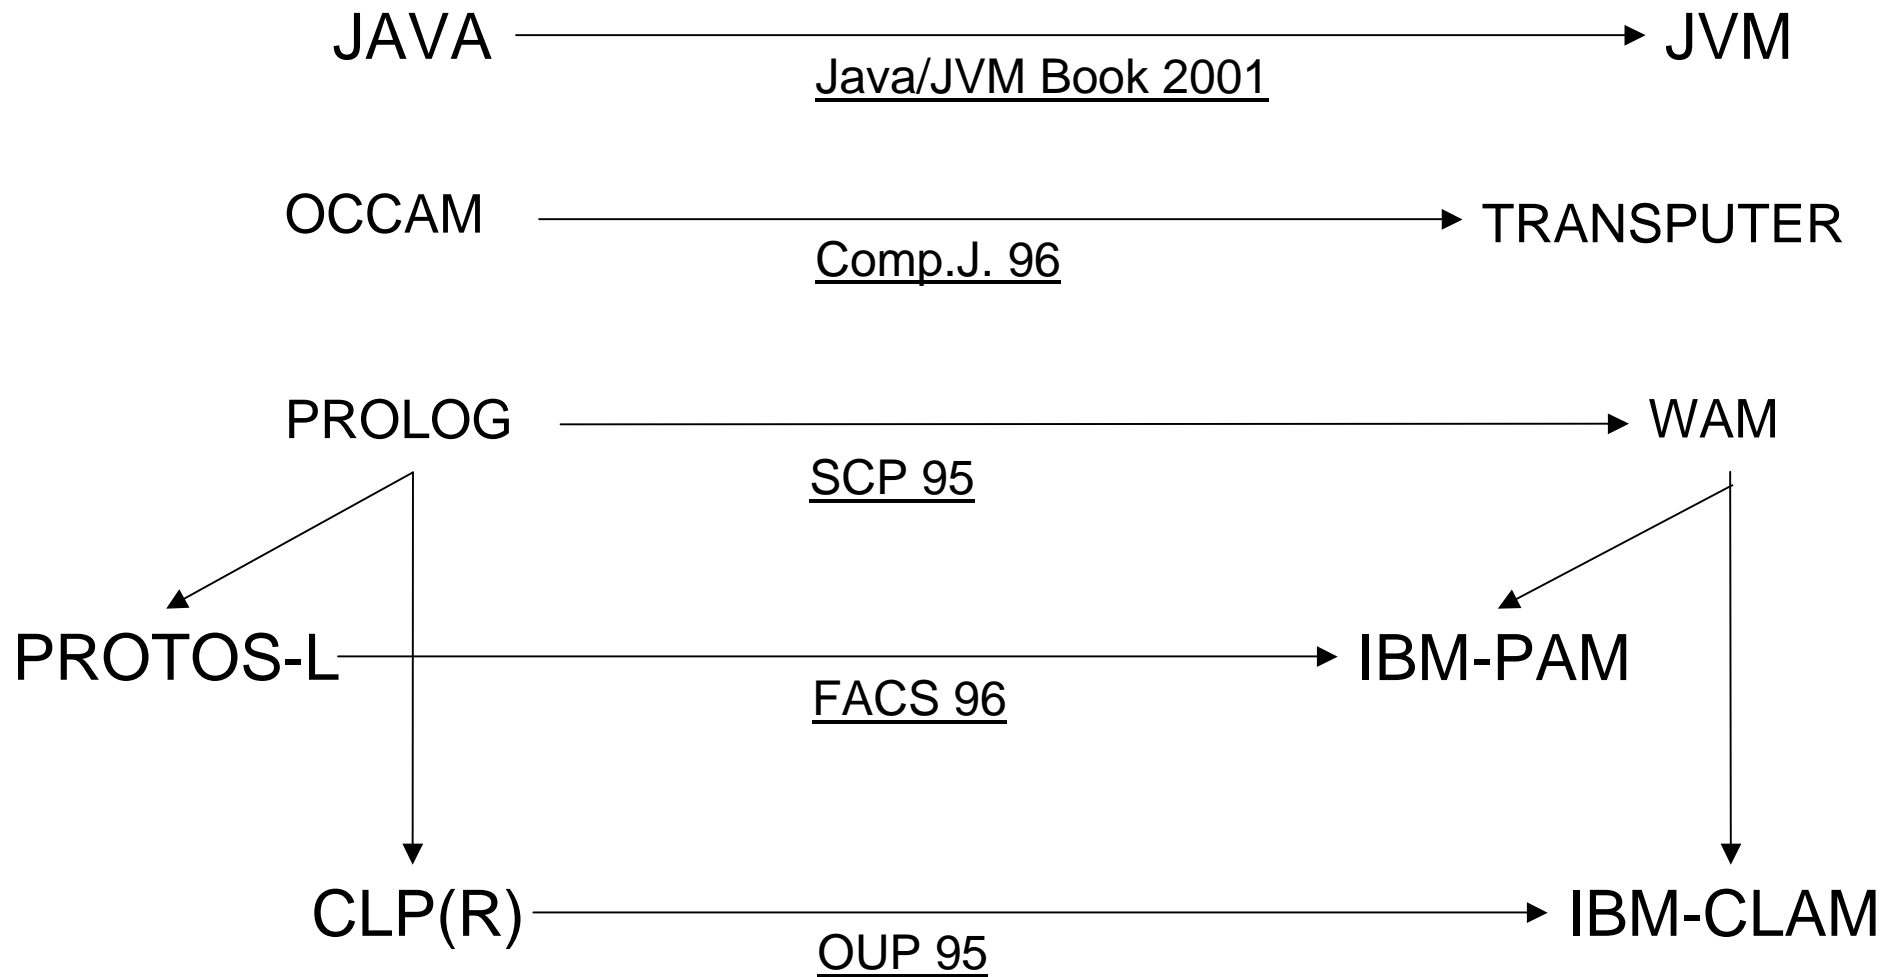 JAVA JVM
Java/JVM Book 2001
OCCAM TRANSPUTER
Comp.J. 96
PROLOG WAM
SCP 95
PROTOS-L IBM-PAM
FACS 96
CLP(R) IBM-CLAM
OUP 95